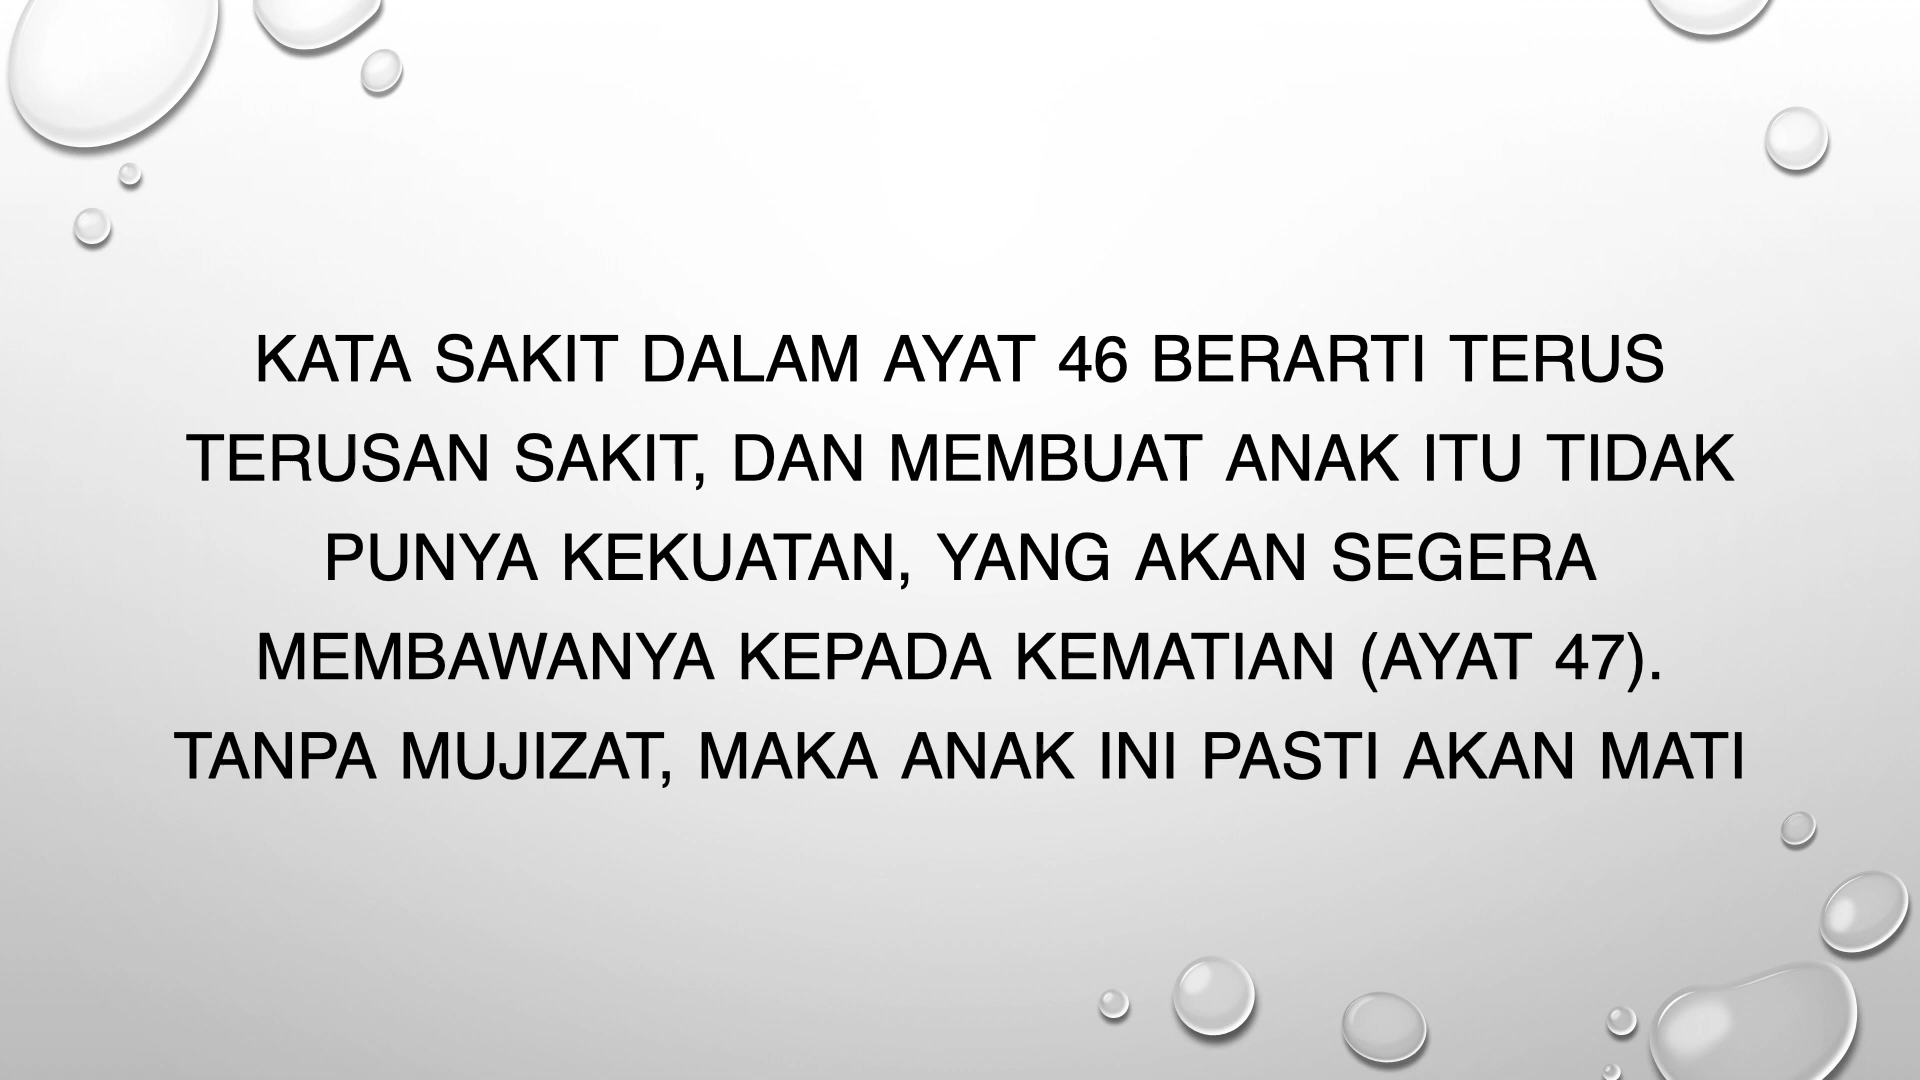 KATA SAKIT DALAM AYAT 46 BERARTI TERUS
TERUSAN SAKIT, DAN MEMBUAT ANAK ITU TIDAK
PUNYA KEKUATAN, YANG AKAN SEGERA
MEMBAWANYA KEPADA KEMATIAN (AYAT 47).
TANPA MUJIZAT, MAKA ANAK INI PASTI AKAN MATI